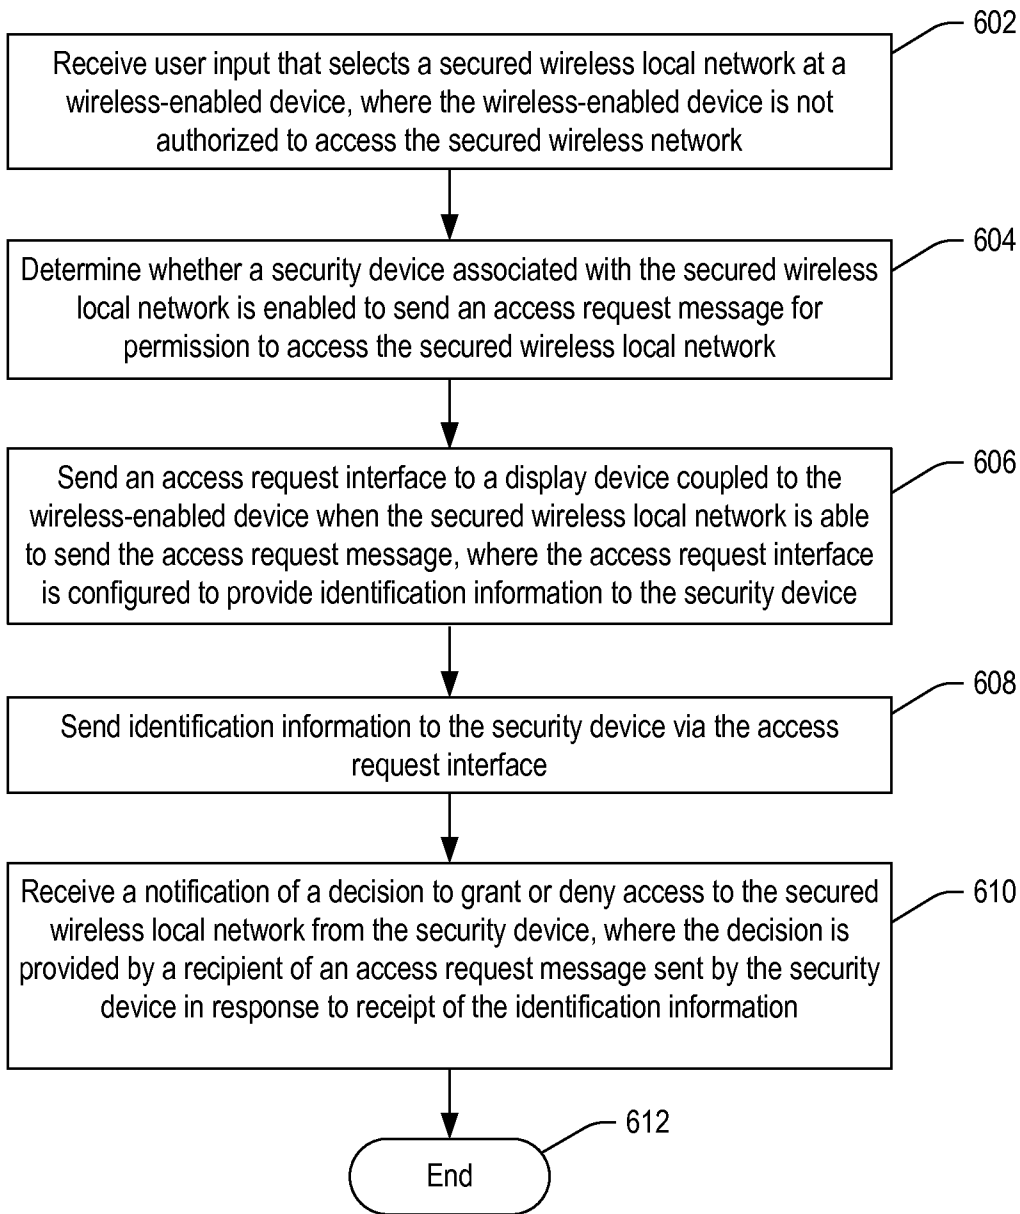 602
Receive user input that selects a secured wireless local network at a
wireless-enabled device, where the wireless-enabled device is not
authorized to access the secured wireless network
604
Determine whether a security device associated with the secured wireless
local network is enabled to send an access request message for
permission to access the secured wireless local network
606
Send an access request interface to a display device coupled to the
wireless-enabled device when the secured wireless local network is able
to send the access request message, where the access request interface
is configured to provide identification information to the security device
608
Send identification information to the security device via the access
request interface
610
Receive a notification of a decision to grant or deny access to the secured
wireless local network from the security device, where the decision is
provided by a recipient of an access request message sent by the security
device in response to receipt of the identification information
612
End